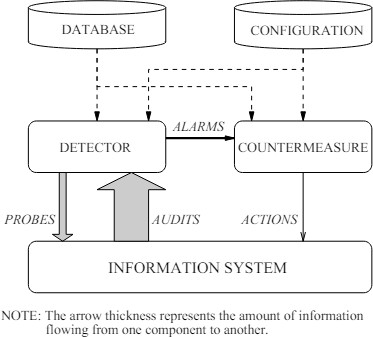 DATABASE
CONFIGURATION
ALARMS
DETECTOR
COUNTERMEASURE
PROBES
AUDITS
ACTIONS
INFORMATION SYSTEM
NOTE: The arrow thickness represents the amount of information
flowing from one component to another.